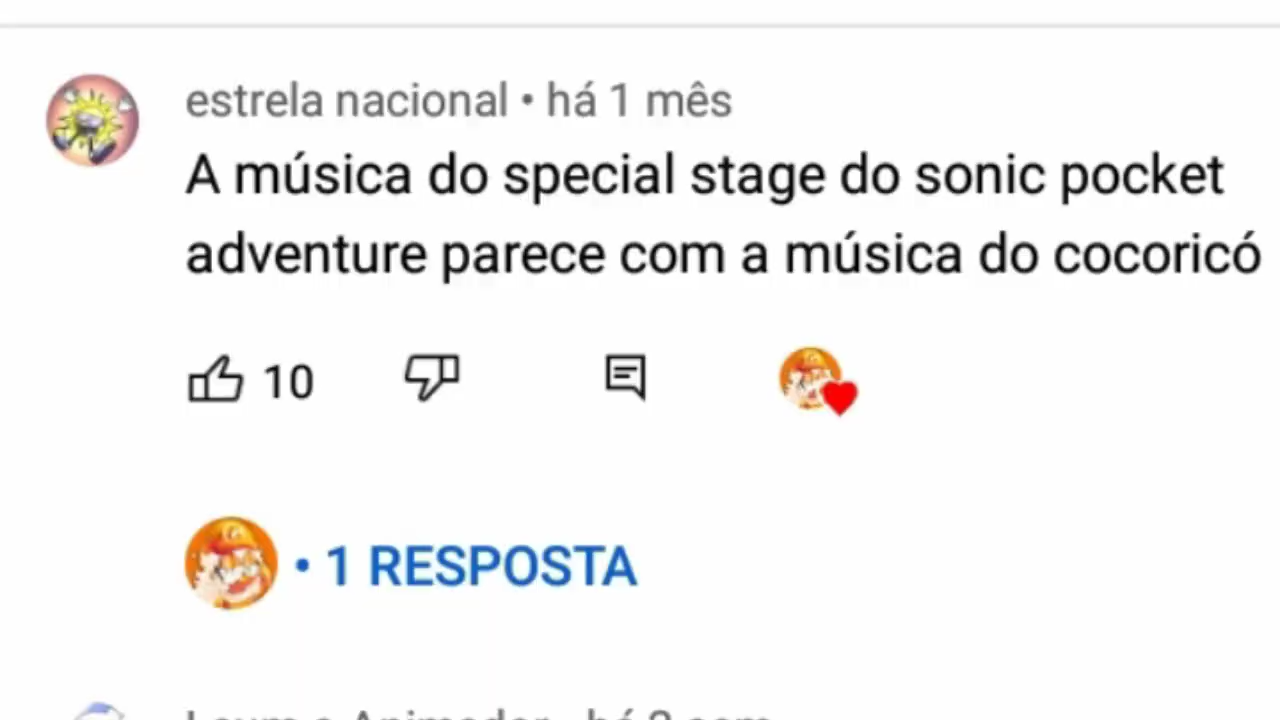 estrela nacional • há 1 mês
A música do special stage do sonic pocket
adventure parece com a música do cocoricó
10
• 1 RESPOSTA